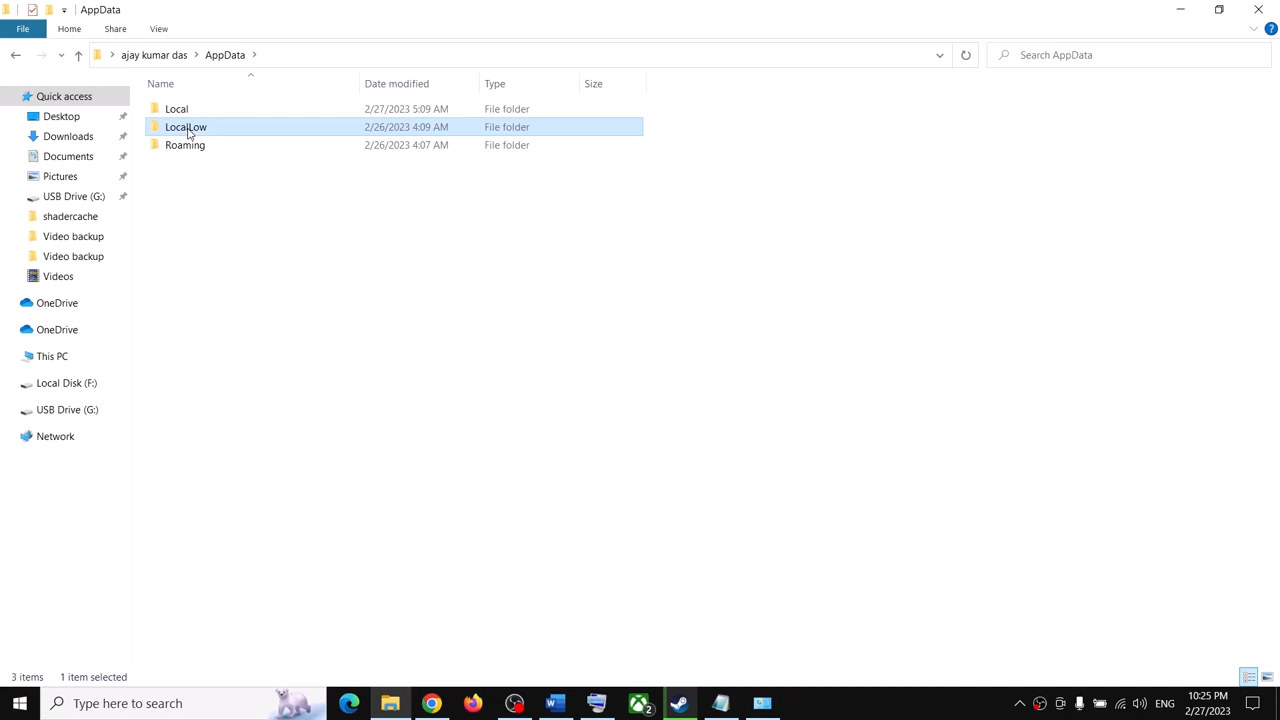 AppData
File
Home
Share
View
ajay kumar das
AppData
Search AppData
Name
Date modified
Type
Size
Local
2/27/2023 5:09 AM
File folder
LocalLow
2/26/2023 4:09 AM
File folder
Roaming
2/26/2023 4:07 AM
File folder
Quick access
Desktop
Downloads
Documents
Pictures
USB Drive (G:)
shadercache
Video backup
Video backup
Videos
OneDrive
OneDrive
This PC
Local Disk (F:)
USB Drive (G:)
Network
3 items
1 item selected
Type here to search
2
ENG
10:25 PM
2/27/2023